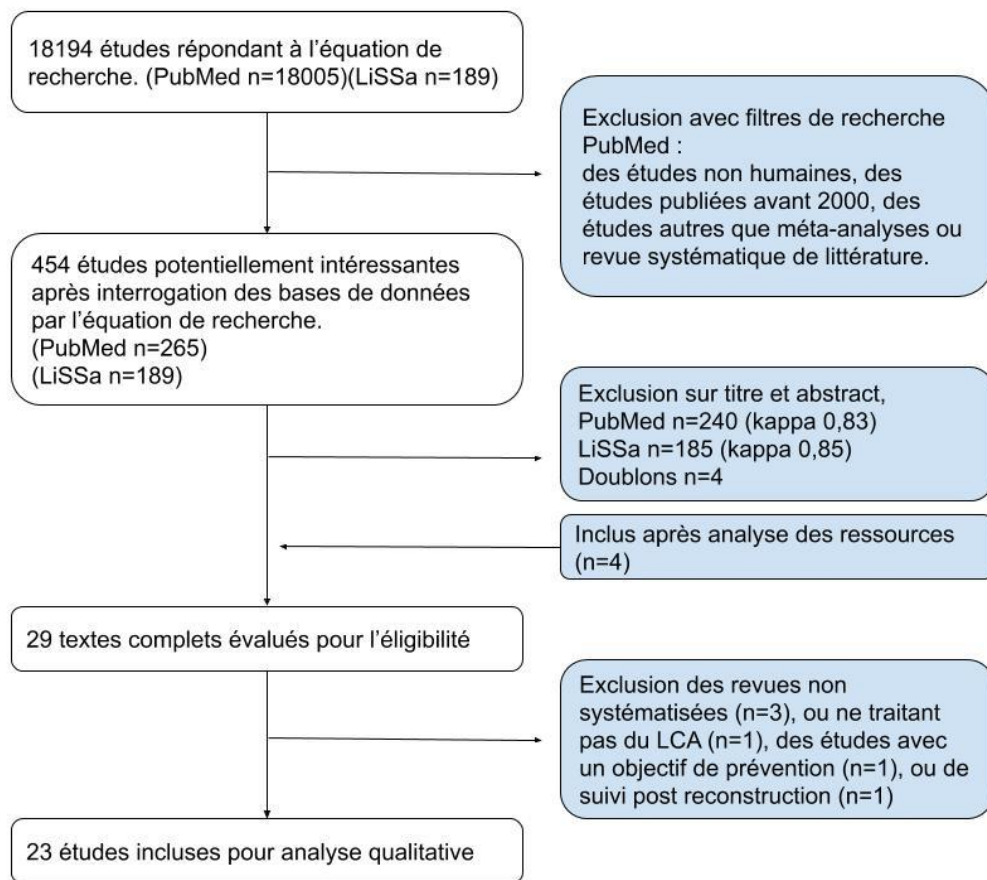 18194 études répondant à l'équation de
recherche. (PubMed n=18005)(LiSSa n=189)
Exclusion avec filtres de recherche
PubMed :
des études non humaines, des
études publiées avant 2000, des
études autres que méta-analyses ou
revue systématique de littérature.
454 études potentiellement intéressantes
après interrogation des bases de données
par l'équation de recherche.
(PubMed n=265)
(LiSSa n=189)
Exclusion sur titre et abstract,
PubMed n=240 (kappa 0,83)
LiSSa n=185 (kappa 0,85)
Doublons n=4
Inclus après analyse des ressources
(n=4)
29 textes complets évalués pour l'éligibilité
Exclusion des revues non
systématisées (n=3), ou ne traitant
pas du LCA (n=1), des études avec
un objectif de prévention (n=1), ou de
suivi post reconstruction (n=1)
23 études incluses pour analyse qualitative